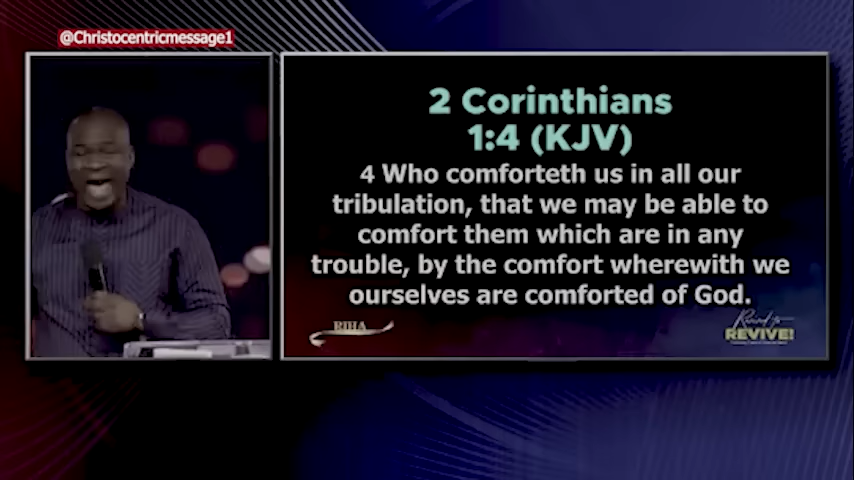 @Christocentricmessage1
2 Corinthians
1:4 (KJV)
4 Who comforteth us in all our
tribulation, that we may be able to
comfort them which are in any
trouble, by the comfort wherewith we
ourselves are comforted of God.
REVIVE!